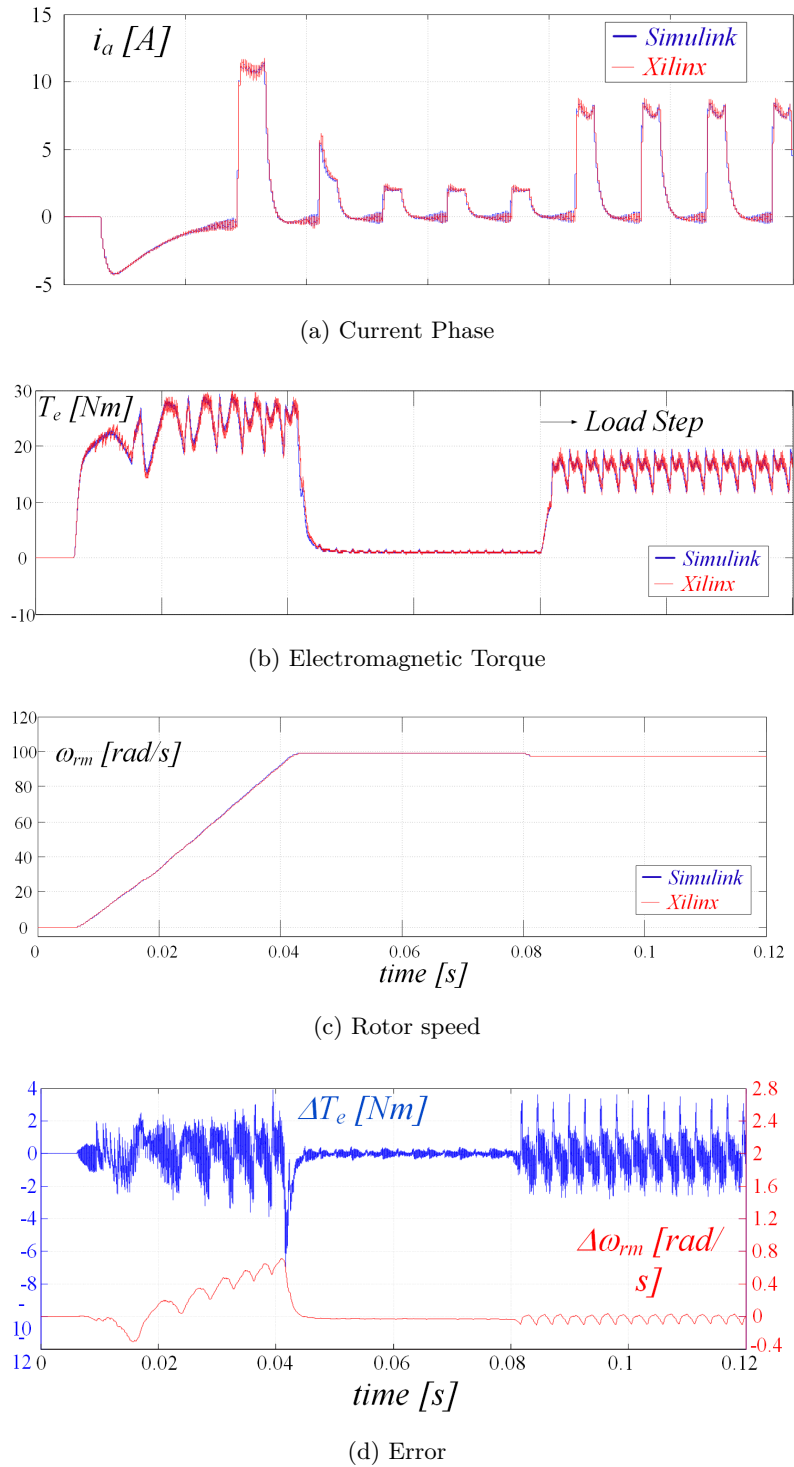 15
i_a [A]
Simulink
Xilinx
10
5
0
-5
(a) Current Phase
30
T_e [Nm]
Load Step
20
10
0
Simulink
Xilinx
-10
(b) Electromagnetic Torque
120
ω_rm [rad/s]
100
80
60
40
20
0
Simulink
Xilinx
0 0.02 0.04 0.06 0.08 0.1 0.12
time [s]
(c) Rotor speed
4 2.8
ΔT_e [Nm]
2 2.4
0 2
-2 1.6
-4 1.2
-6 0.8
Δω_rm [rad/
s]
-8 0.4
-
10 0
-
12 -0.4
0 0.02 0.04 0.06 0.08 0.1 0.12
time [s]
(d) Error